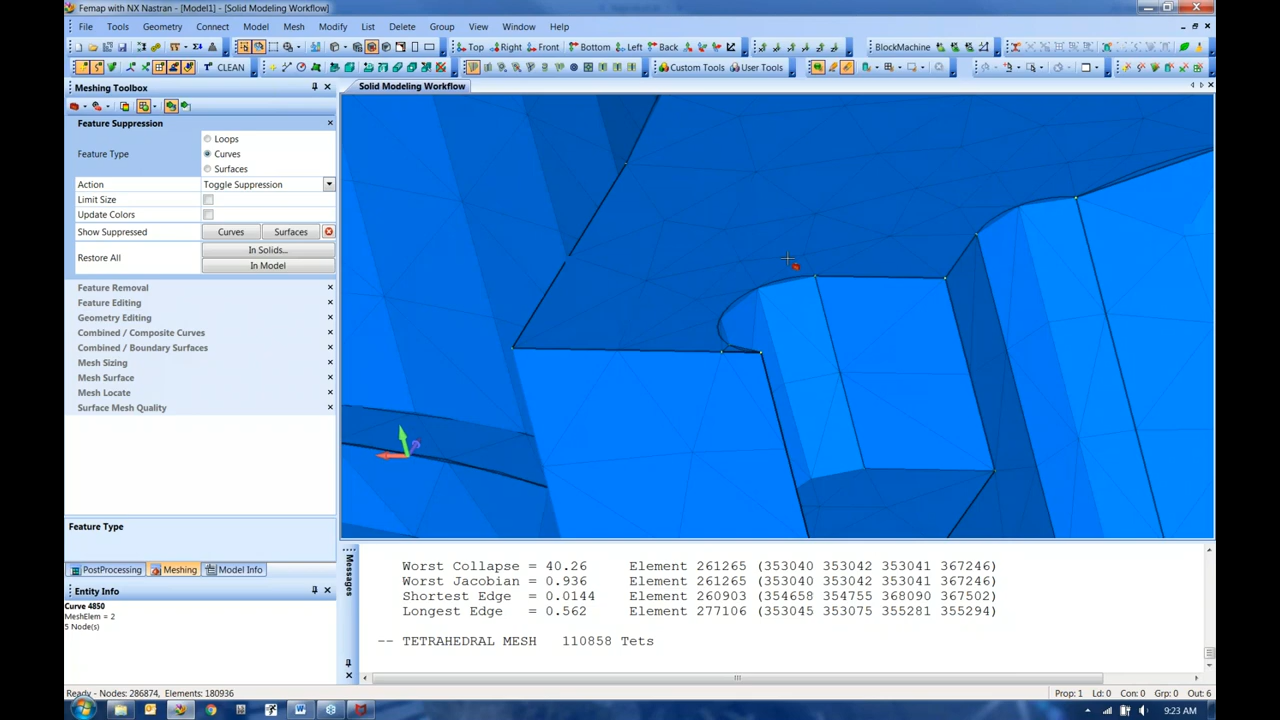 Femap with NX Nastran - [Model1] - [Solid Modeling Workflow]
File Tools Geometry Connect Model Mesh Modify List Delete Group View Window Help
Top Right Front Bottom Left Back BlockMachine
CLEAN Custom Tools User Tools
Meshing Toolbox
Solid Modeling Workflow
Feature Suppression
Feature Type
Loops
Curves
Surfaces
Action Toggle Suppression
Limit Size
Update Colors
Show Suppressed Curves Surfaces
Restore All
In Solids...
In Model
Feature Removal
Feature Editing
Geometry Editing
Combined / Composite Curves
Combined / Boundary Surfaces
Mesh Sizing
Mesh Surface
Mesh Locate
Surface Mesh Quality
Feature Type
PostProcessing Meshing Model Info
Entity Info
Curve 4850
MeshElem = 2
5 Node(s)
Messages
Worst Collapse = 40.26 Element 261265 (353040 353042 353041 367246)
Worst Jacobian = 0.936 Element 261265 (353040 353042 353041 367246)
Shortest Edge = 0.0144 Element 260903 (354658 354755 368090 367502)
Longest Edge = 0.562 Element 277106 (353045 353075 355281 355294)
-- TETRAHEDRAL MESH 110858 Tets
Ready - Nodes: 286874, Elements: 180936
Prop: 1 Ld: 0 Con: 0 Grp: 0 Out: 6
9:23 AM